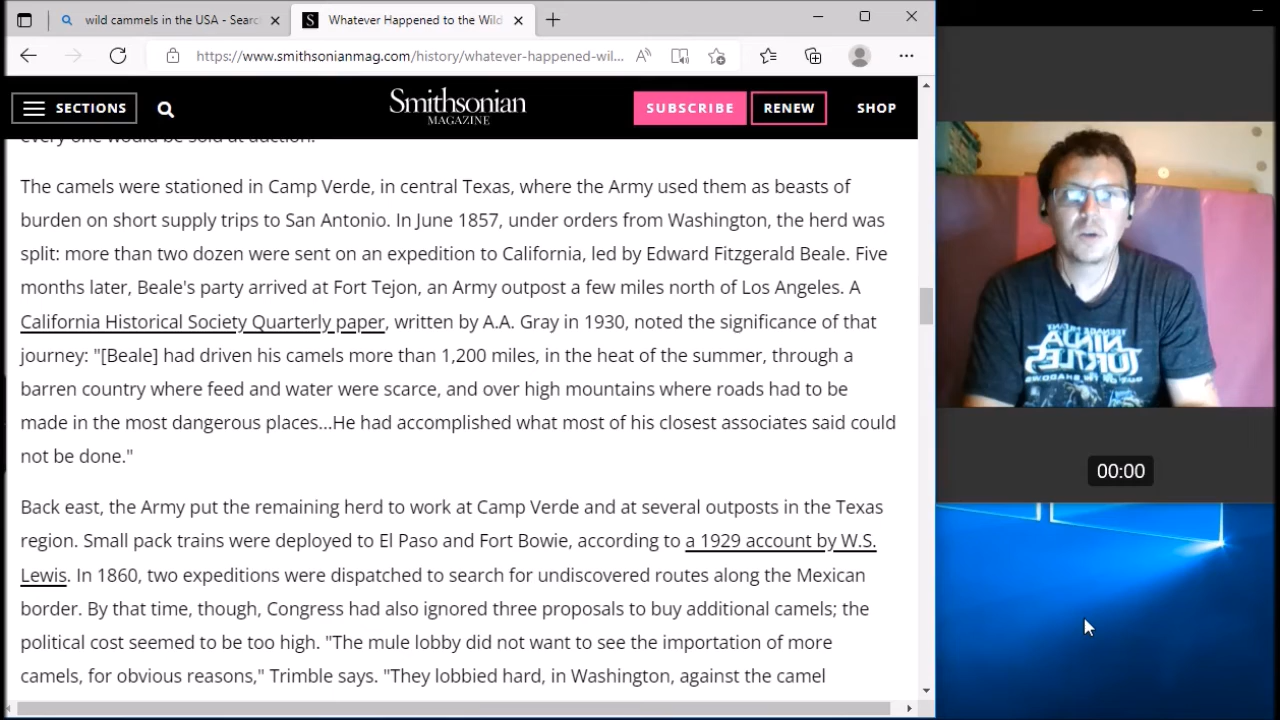 wild cammels in the USA - Searc
Whatever Happened to the Wild
https://www.smithsonianmag.com/history/whatever-happened-wil...
SECTIONS
Smithsonian
MAGAZINE
SUBSCRIBE
RENEW
SHOP
every one would be sold at auction.
The camels were stationed in Camp Verde, in central Texas, where the Army used them as beasts of
burden on short supply trips to San Antonio. In June 1857, under orders from Washington, the herd was
split: more than two dozen were sent on an expedition to California, led by Edward Fitzgerald Beale. Five
months later, Beale's party arrived at Fort Tejon, an Army outpost a few miles north of Los Angeles. A
California Historical Society Quarterly paper, written by A.A. Gray in 1930, noted the significance of that
journey: "[Beale] had driven his camels more than 1,200 miles, in the heat of the summer, through a
barren country where feed and water were scarce, and over high mountains where roads had to be
made in the most dangerous places...He had accomplished what most of his closest associates said could
not be done."
Back east, the Army put the remaining herd to work at Camp Verde and at several outposts in the Texas
region. Small pack trains were deployed to El Paso and Fort Bowie, according to a 1929 account by W.S.
Lewis. In 1860, two expeditions were dispatched to search for undiscovered routes along the Mexican
border. By that time, though, Congress had also ignored three proposals to buy additional camels; the
political cost seemed to be too high. "The mule lobby did not want to see the importation of more
camels, for obvious reasons," Trimble says. "They lobbied hard, in Washington, against the camel
TEENAGE MUTANT
NINJA
TURTLES
00:00